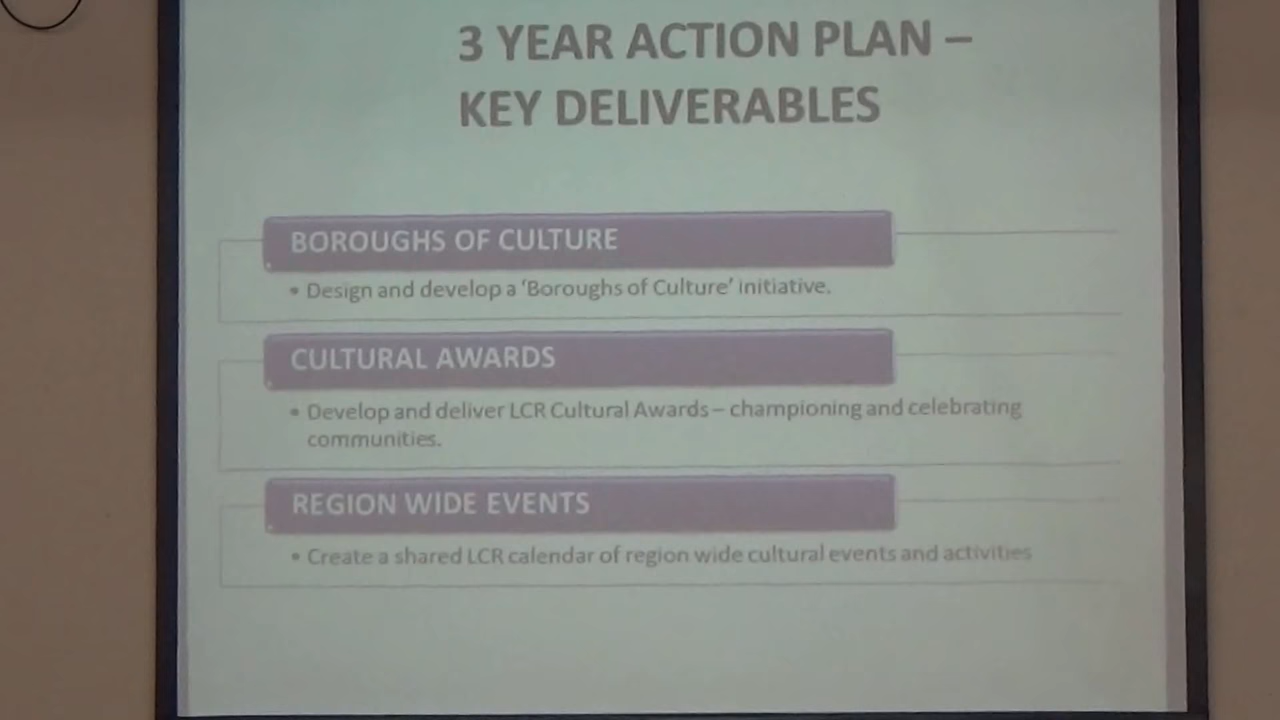 3 YEAR ACTION PLAN –
KEY DELIVERABLES
BOROUGHS OF CULTURE
• Design and develop a ‘Boroughs of Culture’ initiative.
CULTURAL AWARDS
• Develop and deliver LCR Cultural Awards – championing and celebrating
communities.
REGION WIDE EVENTS
• Create a shared LCR calendar of region wide cultural events and activities